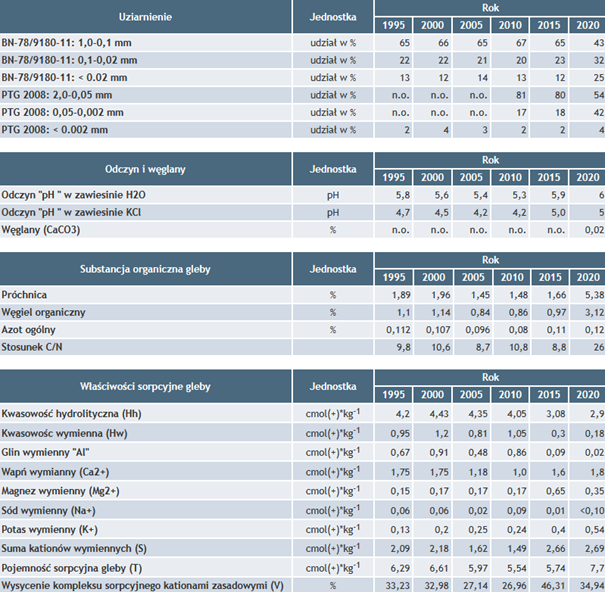 Uziarnienie Jednostka Rok
1995 2000 2005 2010 2015 2020
BN-78/9180-11: 1,0-0,1 mm udział w % 65 66 65 67 65 43
BN-78/9180-11: 0,1-0,02 mm udział w % 22 22 21 20 23 32
BN-78/9180-11: < 0.02 mm udział w % 13 12 14 13 12 25
PTG 2008: 2,0-0,05 mm udział w % n.o. n.o. n.o. 81 80 54
PTG 2008: 0,05-0,002 mm udział w % n.o. n.o. n.o. 17 18 42
PTG 2008: < 0.002 mm udział w % 2 4 3 2 2 4
Odczyn i węglany Jednostka Rok
1995 2000 2005 2010 2015 2020
Odczyn "pH " w zawiesinie H2O pH 5,8 5,6 5,4 5,3 5,9 6
Odczyn "pH " w zawiesinie KCl pH 4,7 4,5 4,2 4,2 5,0 5
Węglany (CaCO3) % n.o. n.o. n.o. n.o. n.o. 0,02
Substancja organiczna gleby Jednostka Rok
1995 2000 2005 2010 2015 2020
Próchnica % 1,89 1,96 1,45 1,48 1,66 5,38
Węgiel organiczny % 1,1 1,14 0,84 0,86 0,97 3,12
Azot ogólny % 0,112 0,107 0,096 0,08 0,11 0,12
Stosunek C/N 9,8 10,6 8,7 10,8 8,8 26
Właściwości sorpcyjne gleby Jednostka Rok
1995 2000 2005 2010 2015 2020
Kwasowość hydrolityczna (Hh) cmol(+)*kg-1 4,2 4,43 4,35 4,05 3,08 2,9
Kwasowośc wymienna (Hw) cmol(+)*kg-1 0,95 1,2 0,81 1,05 0,3 0,18
Glin wymienny "Al" cmol(+)*kg-1 0,67 0,91 0,48 0,86 0,09 0,02
Wapń wymianny (Ca2+) cmol(+)*kg-1 1,75 1,75 1,18 1,0 1,6 1,8
Magnez wymienny (Mg2+) cmol(+)*kg-1 0,15 0,17 0,17 0,17 0,65 0,35
Sód wymienny (Na+) cmol(+)*kg-1 0,06 0,06 0,02 0,09 0,01 <0,10
Potas wymienny (K+) cmol(+)*kg-1 0,13 0,2 0,25 0,24 0,4 0,54
Suma kationów wymiennych (S) cmol(+)*kg-1 2,09 2,18 1,62 1,49 2,66 2,69
Pojemność sorpcyjna gleby (T) cmol(+)*kg-1 6,29 6,61 5,97 5,54 5,74 7,7
Wysycenie kompleksu sorpcyjnego kationami zasadowymi (V) % 33,23 32,98 27,14 26,96 46,31 34,94